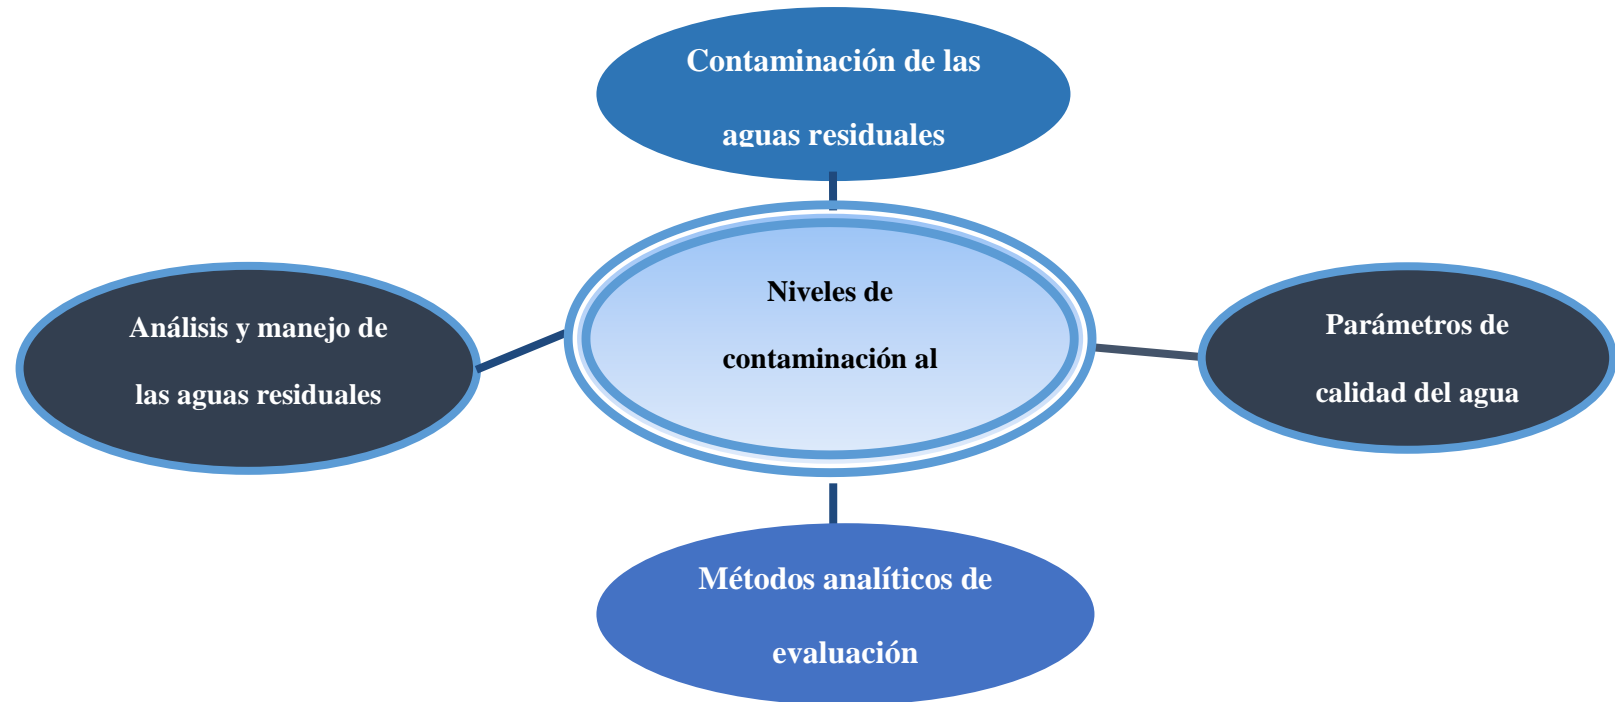 Contaminación de las
aguas residuales
Niveles de
contaminación al
Análisis y manejo de
las aguas residuales
Parámetros de
calidad del agua
Métodos analíticos de
evaluación